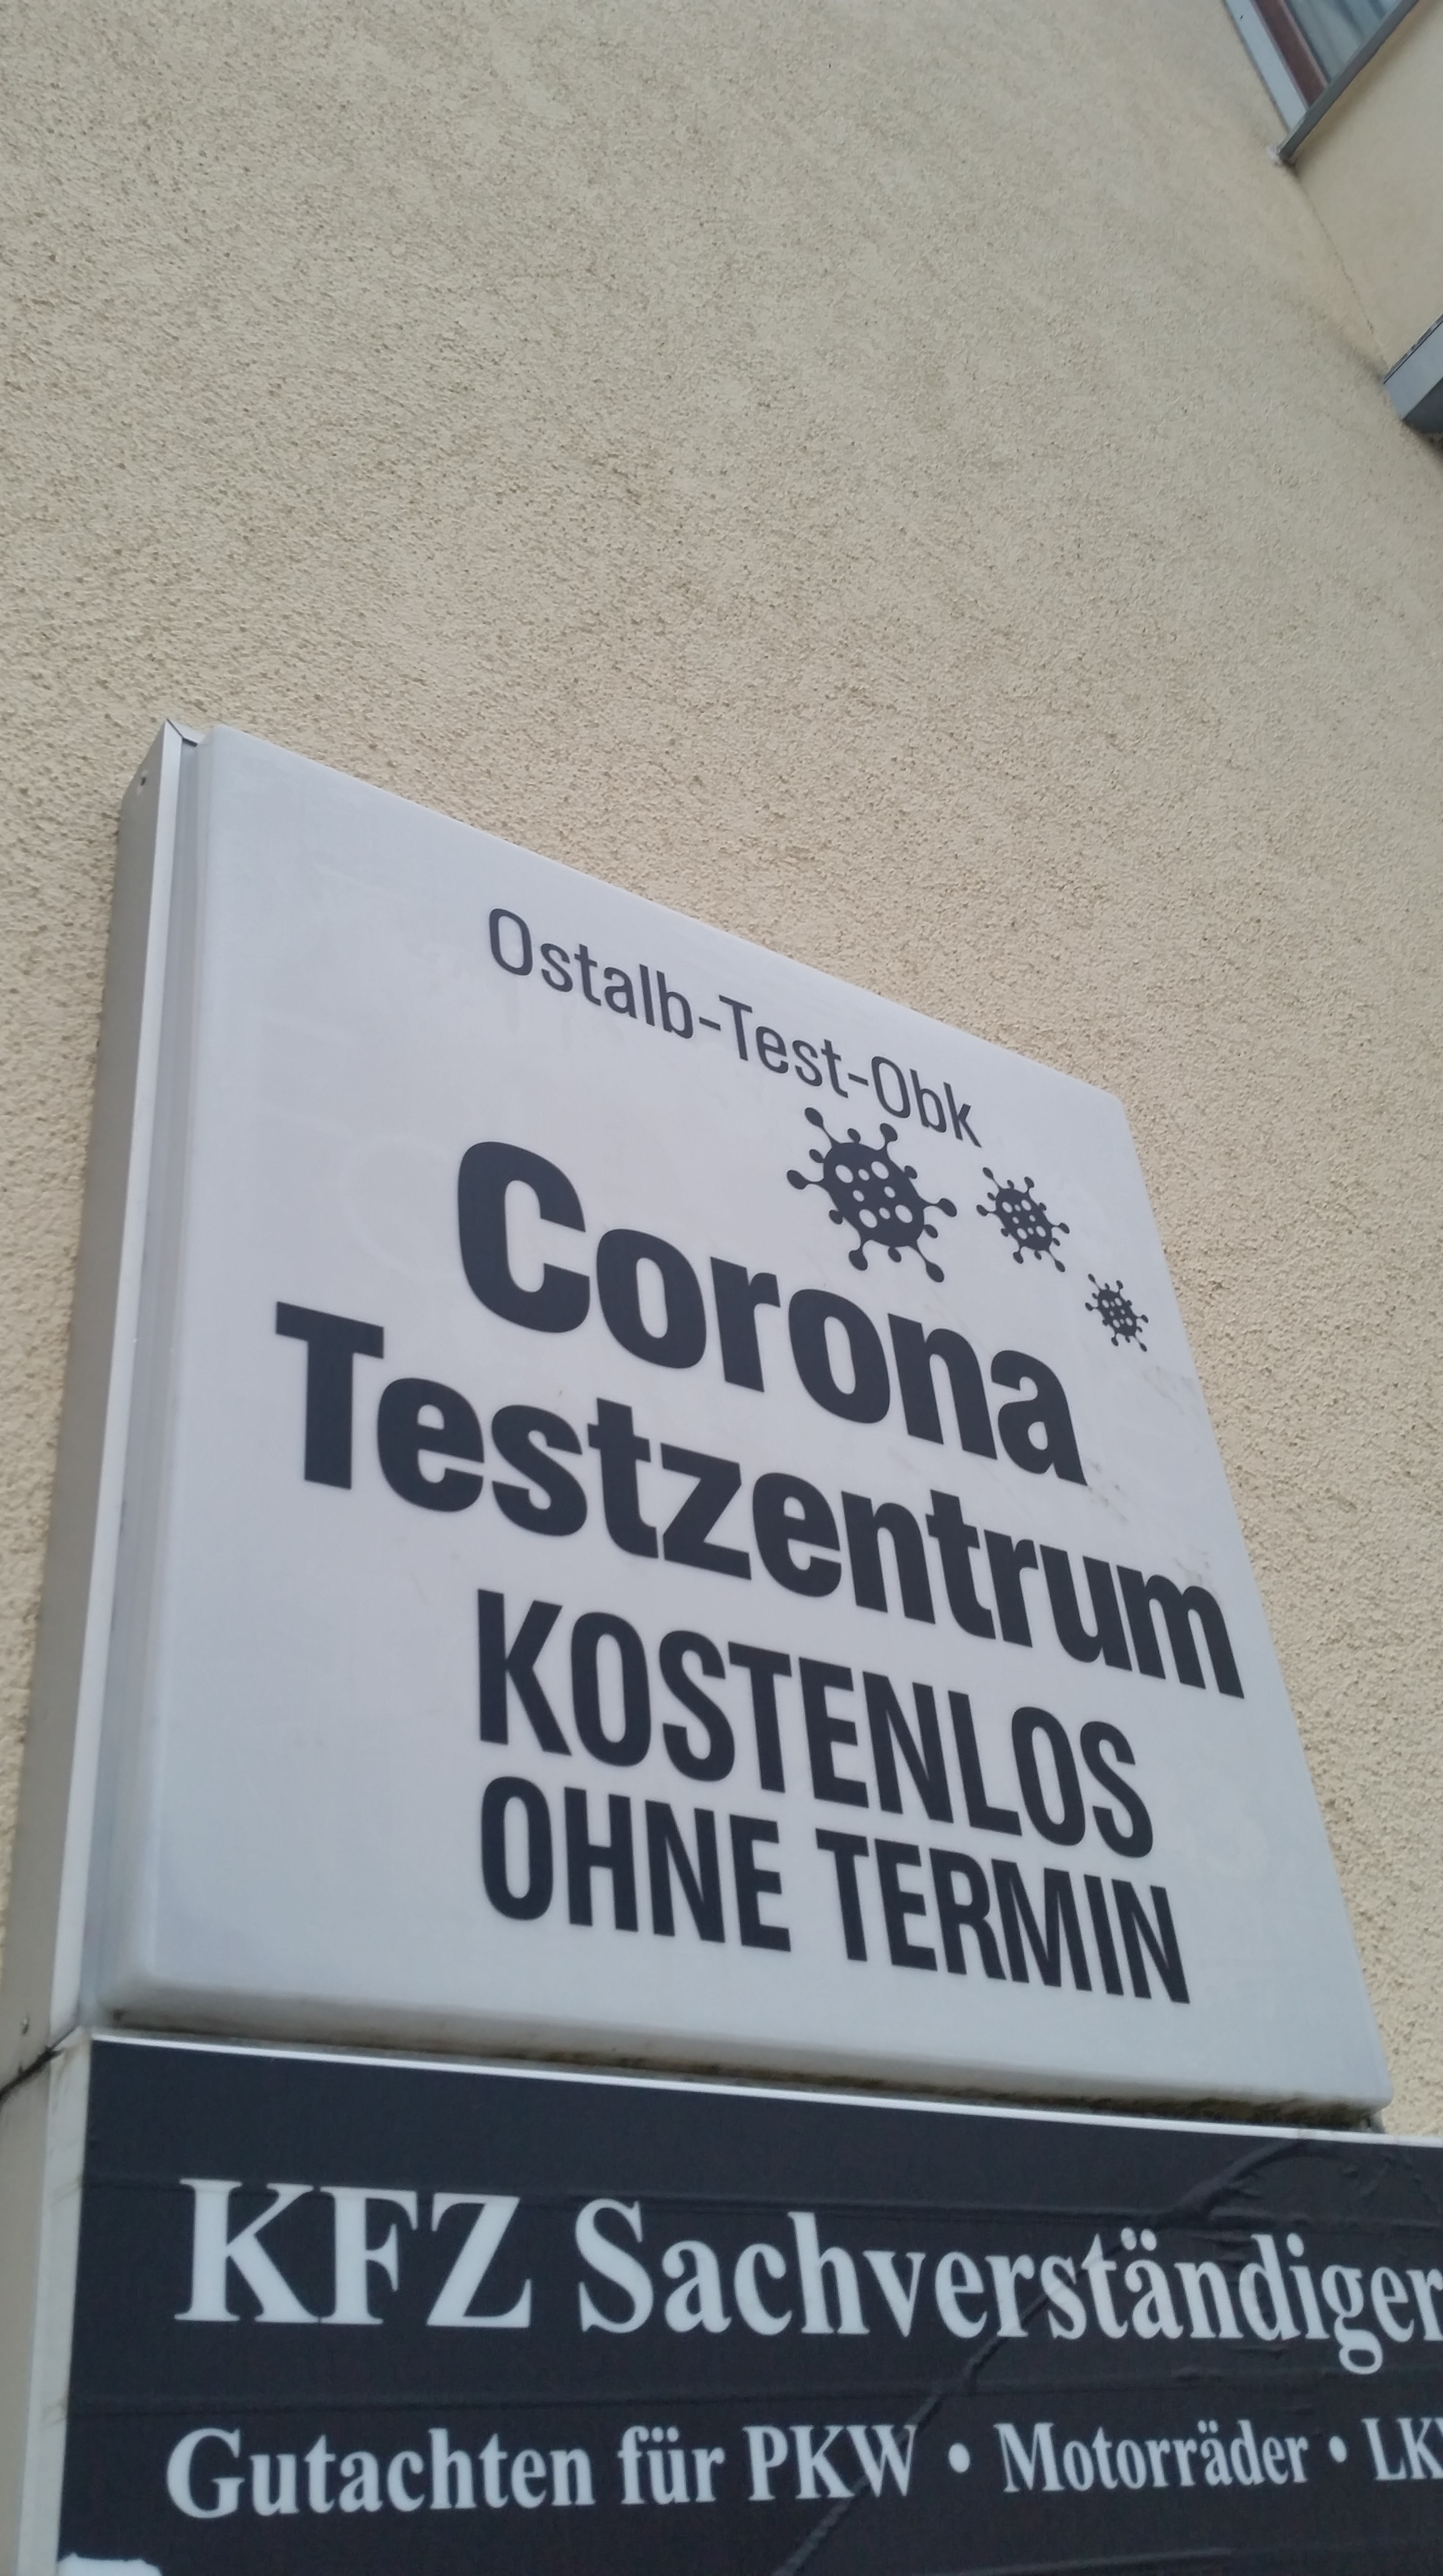 Ostalb-Test-Obk
Corona
Testzentrum
KOSTENLOS
OHNE TERMIN
KFZ Sachverständiger
Gutachten für PKW • Motorräder •